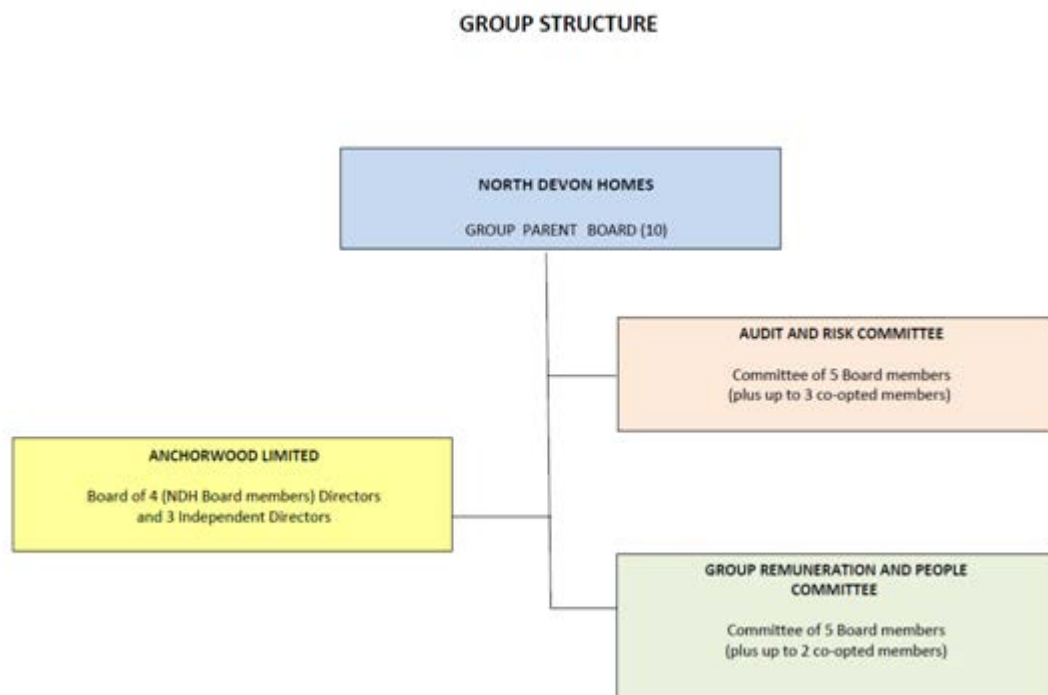 GROUP STRUCTURE
NORTH DEVON HOMES
GROUP PARENT BOARD (10)
AUDIT AND RISK COMMITTEE
Committee of 5 Board members
(plus up to 3 co-opted members)
ANCHORWOOD LIMITED
Board of 4 (NDH Board members) Directors
and 3 Independent Directors
GROUP REMUNERATION AND PEOPLE
COMMITTEE
Committee of 5 Board members
(plus up to 2 co-opted members)